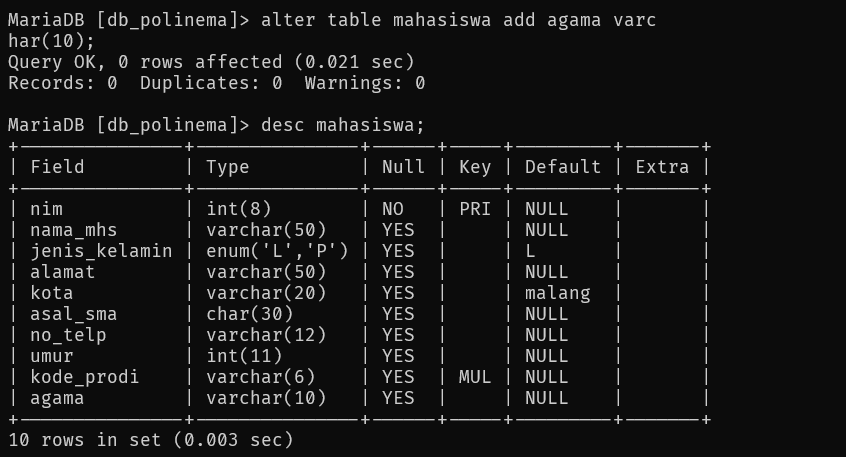 MariaDB [db_polinema]> alter table mahasiswa add agama varc
har(10);
Query OK, 0 rows affected (0.021 sec)
Records: 0  Duplicates: 0  Warnings: 0

MariaDB [db_polinema]> desc mahasiswa;
+---------------+---------------+------+-----+---------+-------+
| Field         | Type          | Null | Key | Default | Extra |
+---------------+---------------+------+-----+---------+-------+
| nim           | int(8)        | NO   | PRI | NULL    |       |
| nama_mhs      | varchar(50)   | YES  |     | NULL    |       |
| jenis_kelamin | enum('L','P') | YES  |     | L       |       |
| alamat        | varchar(50)   | YES  |     | NULL    |       |
| kota          | varchar(20)   | YES  |     | malang  |       |
| asal_sma      | char(30)      | YES  |     | NULL    |       |
| no_telp       | varchar(12)   | YES  |     | NULL    |       |
| umur          | int(11)       | YES  |     | NULL    |       |
| kode_prodi    | varchar(6)    | YES  | MUL | NULL    |       |
| agama         | varchar(10)   | YES  |     | NULL    |       |
+---------------+---------------+------+-----+---------+-------+
10 rows in set (0.003 sec)